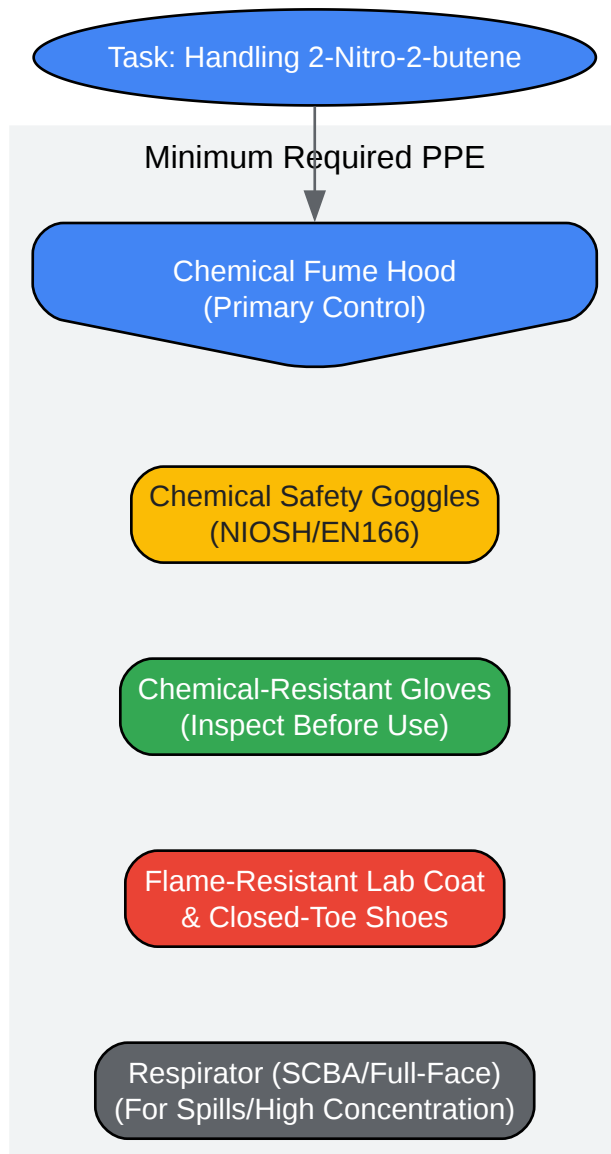 Task: Handling 2-Nitro-2-butene
Minimum Required PPE
Chemical Fume Hood
(Primary Control)
Chemical Safety Goggles
(NIOSH/EN166)
Chemical-Resistant Gloves
(Inspect Before Use)
Flame-Resistant Lab Coat
& Closed-Toe Shoes
Respirator (SCBA/Full-Face)
(For Spills/High Concentration)